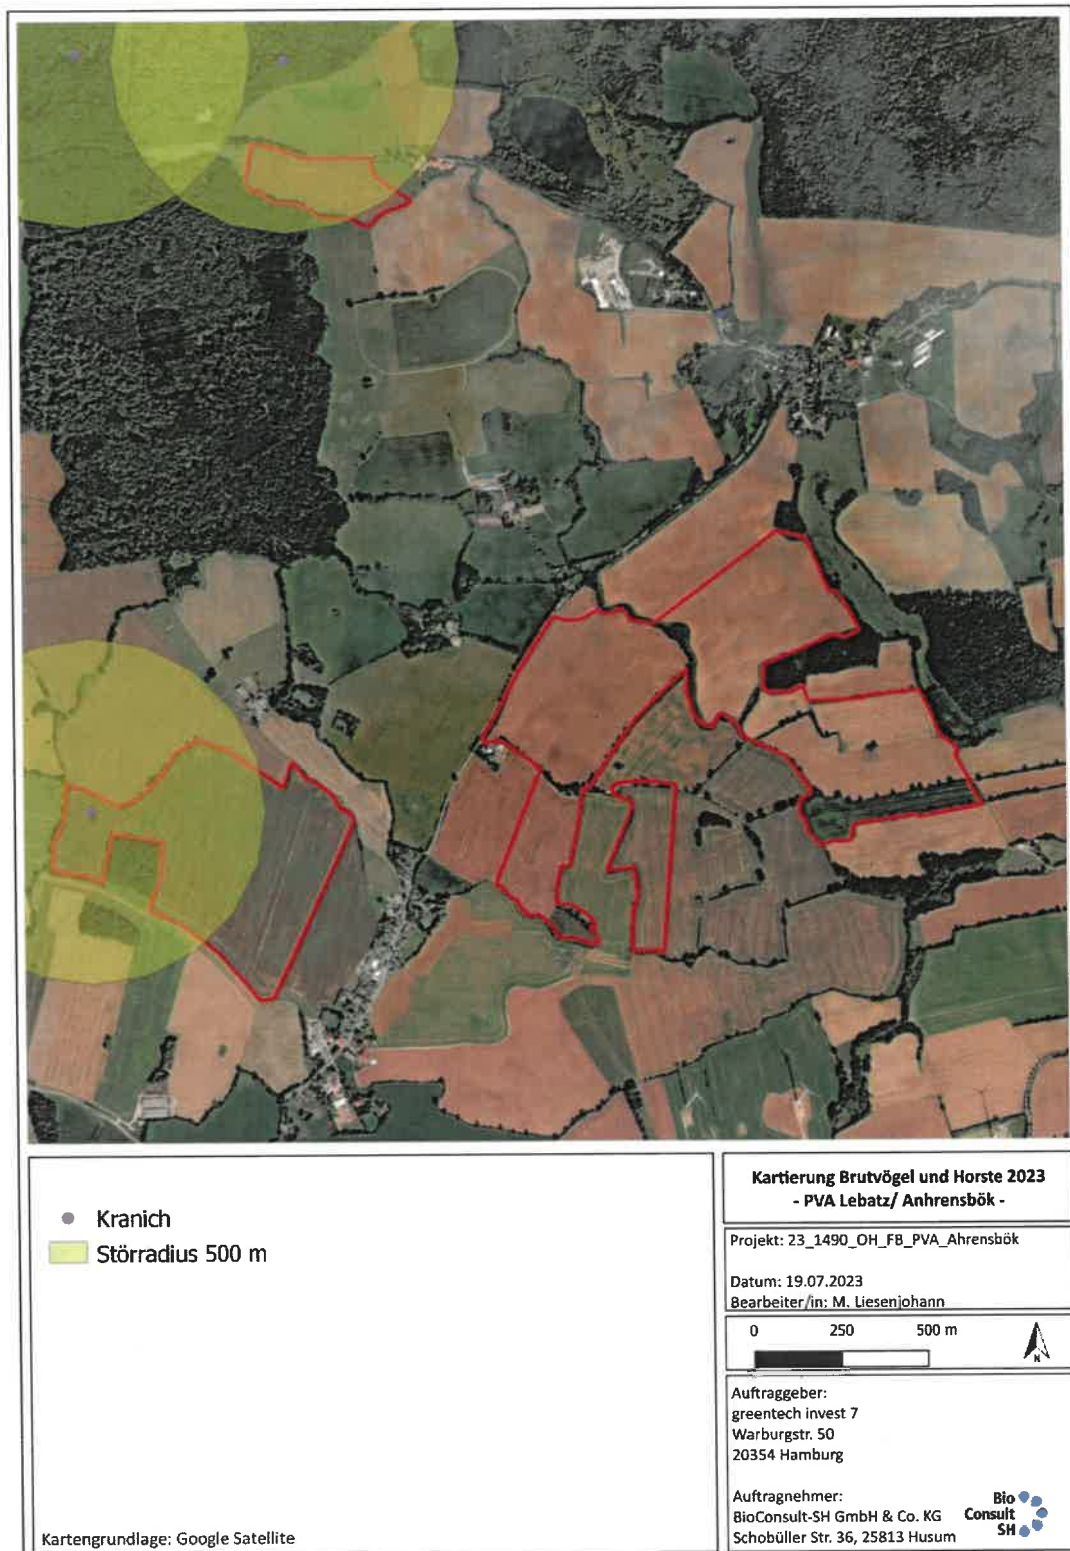 Kranich
Störradius 500 m
Kartengrundlage: Google Satellite
Kartierung Brutvögel und Horste 2023
- PVA Lebatz/ Anhrensbök -
Projekt: 23_1490_OH_FB_PVA_Ahrensbök
Datum: 19.07.2023
Bearbeiter/in: M. Liesenjohann
0 250 500 m
N
Auftraggeber:
greentech invest 7
Warburgstr. 50
20354 Hamburg
Auftragnehmer:
BioConsult-SH GmbH & Co. KG
Schobüller Str. 36, 25813 Husum
Bio
Consult
SH